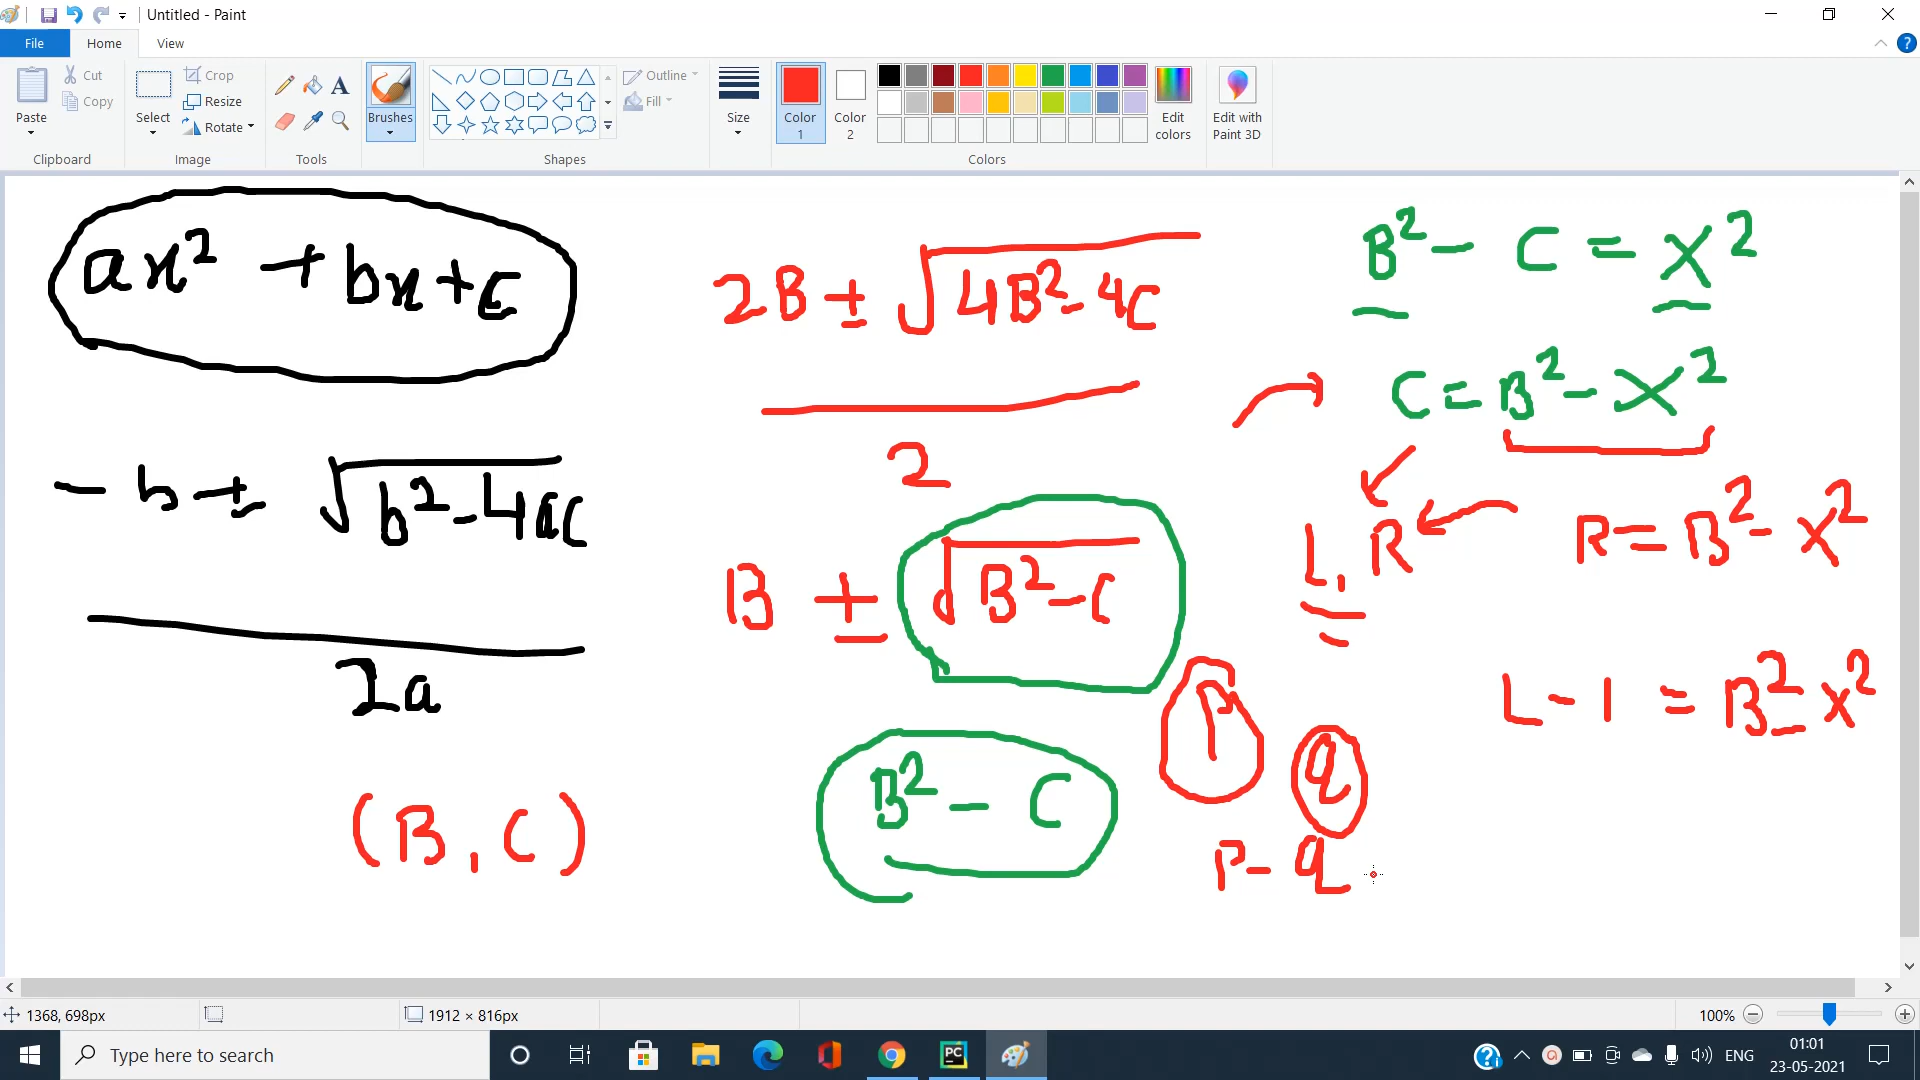 Untitled - Paint
File
Home
View
Paste
Cut
Copy
Clipboard
Select
Crop
Resize
Rotate
Image
Tools
A
Brushes
Shapes
Outline
Fill
Size
Color 1
Color 2
Colors
Edit colors
Edit with Paint 3D
ax² + bx + c
- b ± √b² - 4ac
2a
(B, C)
2B ± √4B² - 4C
2
B ± √B² - C
B² - C
B² - C = X²
C = B² - X²
L, R
R = B² - X²
L - 1 = B² - X²
P
q
P - q
1368, 698px
1912 × 816px
100%
Type here to search
PC
ENG
01:01
23-05-2021